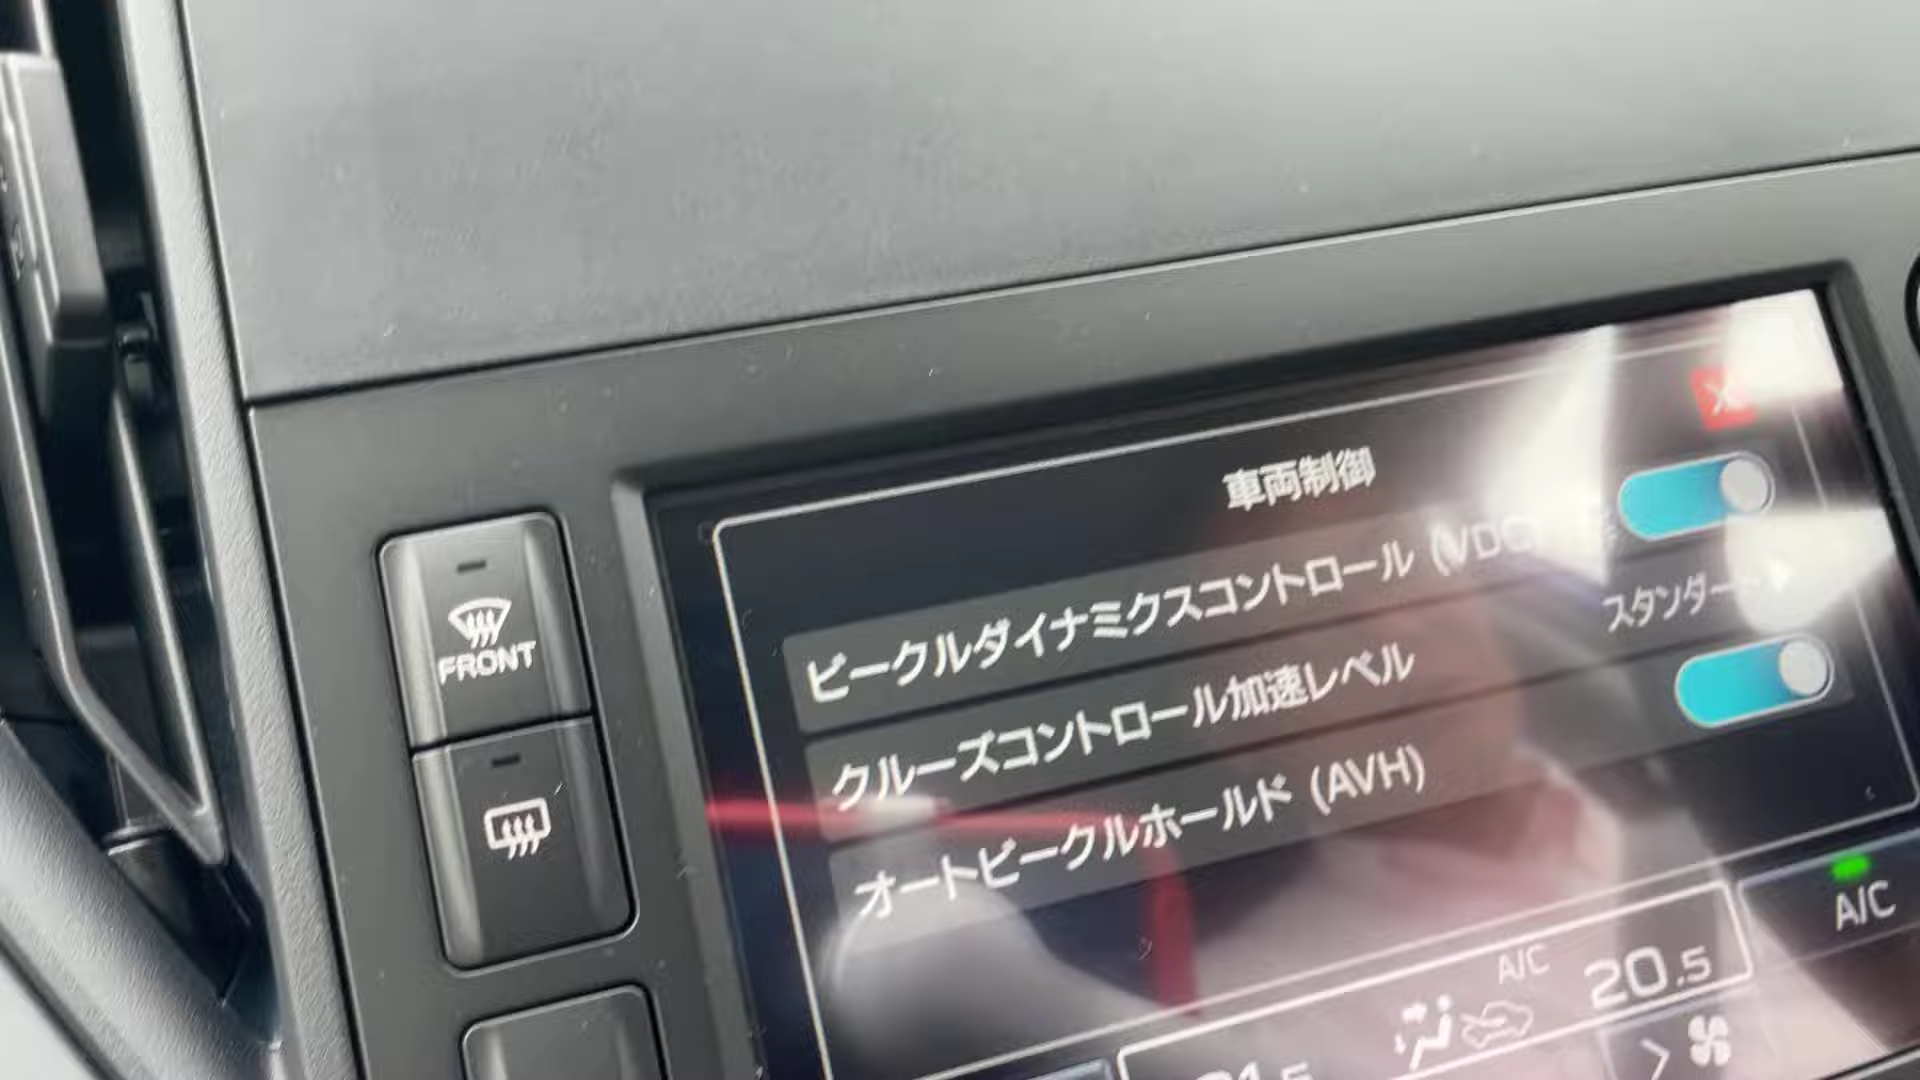 車両制御
ビークルダイナミクスコントロール (VDC)
クルーズコントロール加速レベル スタンダード
オートビークルホールド (AVH)
FRONT
A/C
A/C 20.5